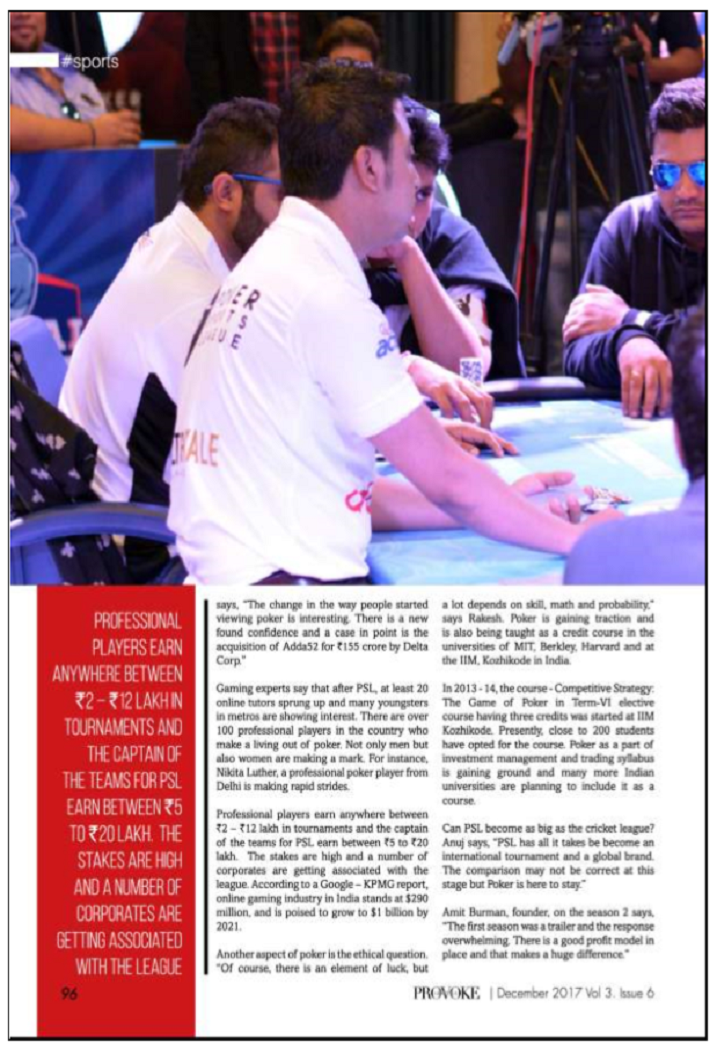 #sports
KER
TS
GUE
ac
ALE
PROFESSIONAL
PLAYERS EARN
ANYWHERE BETWEEN
₹2 – ₹12 LAKH IN
TOURNAMENTS AND
THE CAPTAIN OF
THE TEAMS FOR PSL
EARN BETWEEN ₹5
TO ₹20 LAKH. THE
STAKES ARE HIGH
AND A NUMBER OF
CORPORATES ARE
GETTING ASSOCIATED
WITH THE LEAGUE
says, "The change in the way people started
viewing poker is interesting. There is a new
found confidence and a case in point is the
acquisition of Adda52 for ₹155 crore by Delta
Corp."
Gaming experts say that after PSL, at least 20
online tutors sprung up and many youngsters
in metros are showing interest. There are over
100 professional players in the country who
make a living out of poker. Not only men but
also women are making a mark. For instance,
Nikita Luther, a professional poker player from
Delhi is making rapid strides.
Professional players earn anywhere between
₹2 – ₹12 lakh in tournaments and the captain
of the teams for PSL earn between ₹5 to ₹20
lakh. The stakes are high and a number of
corporates are getting associated with the
league. According to a Google – KPMG report,
online gaming industry in India stands at $290
million, and is poised to grow to $1 billion by
2021.
Another aspect of poker is the ethical question.
"Of course, there is an element of luck, but
a lot depends on skill, math and probability,"
says Rakesh. Poker is gaining traction and
is also being taught as a credit course in the
universities of MIT, Berkley, Harvard and at
the IIM, Kozhikode in India.
In 2013 - 14, the course - Competitive Strategy:
The Game of Poker in Term-VI elective
course having three credits was started at IIM
Kozhikode. Presently, close to 200 students
have opted for the course. Poker as a part of
investment management and trading syllabus
is gaining ground and many more Indian
universities are planning to include it as a
course.
Can PSL become as big as the cricket league?
Anuj says, "PSL has all it takes be become an
international tournament and a global brand.
The comparison may not be correct at this
stage but Poker is here to stay."
Amit Burman, founder, on the season 2 says,
"The first season was a trailer and the response
overwhelming. There is a good profit model in
place and that makes a huge difference."
96
PROVOKE | December 2017 Vol 3. Issue 6